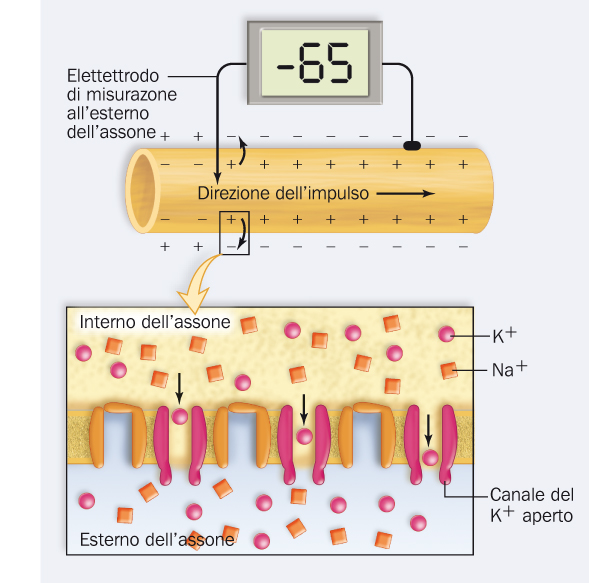 -65
Elettettrodo
di misurazone
all'esterno
dell'assone
+ + − − − − − − − −
− − + + + + + + + +
Direzione dell'impulso
− − + + + + + + + +
+ + − − − − − − − −
Interno dell'assone
K+
Na+
Canale del
K+ aperto
Esterno dell'assone